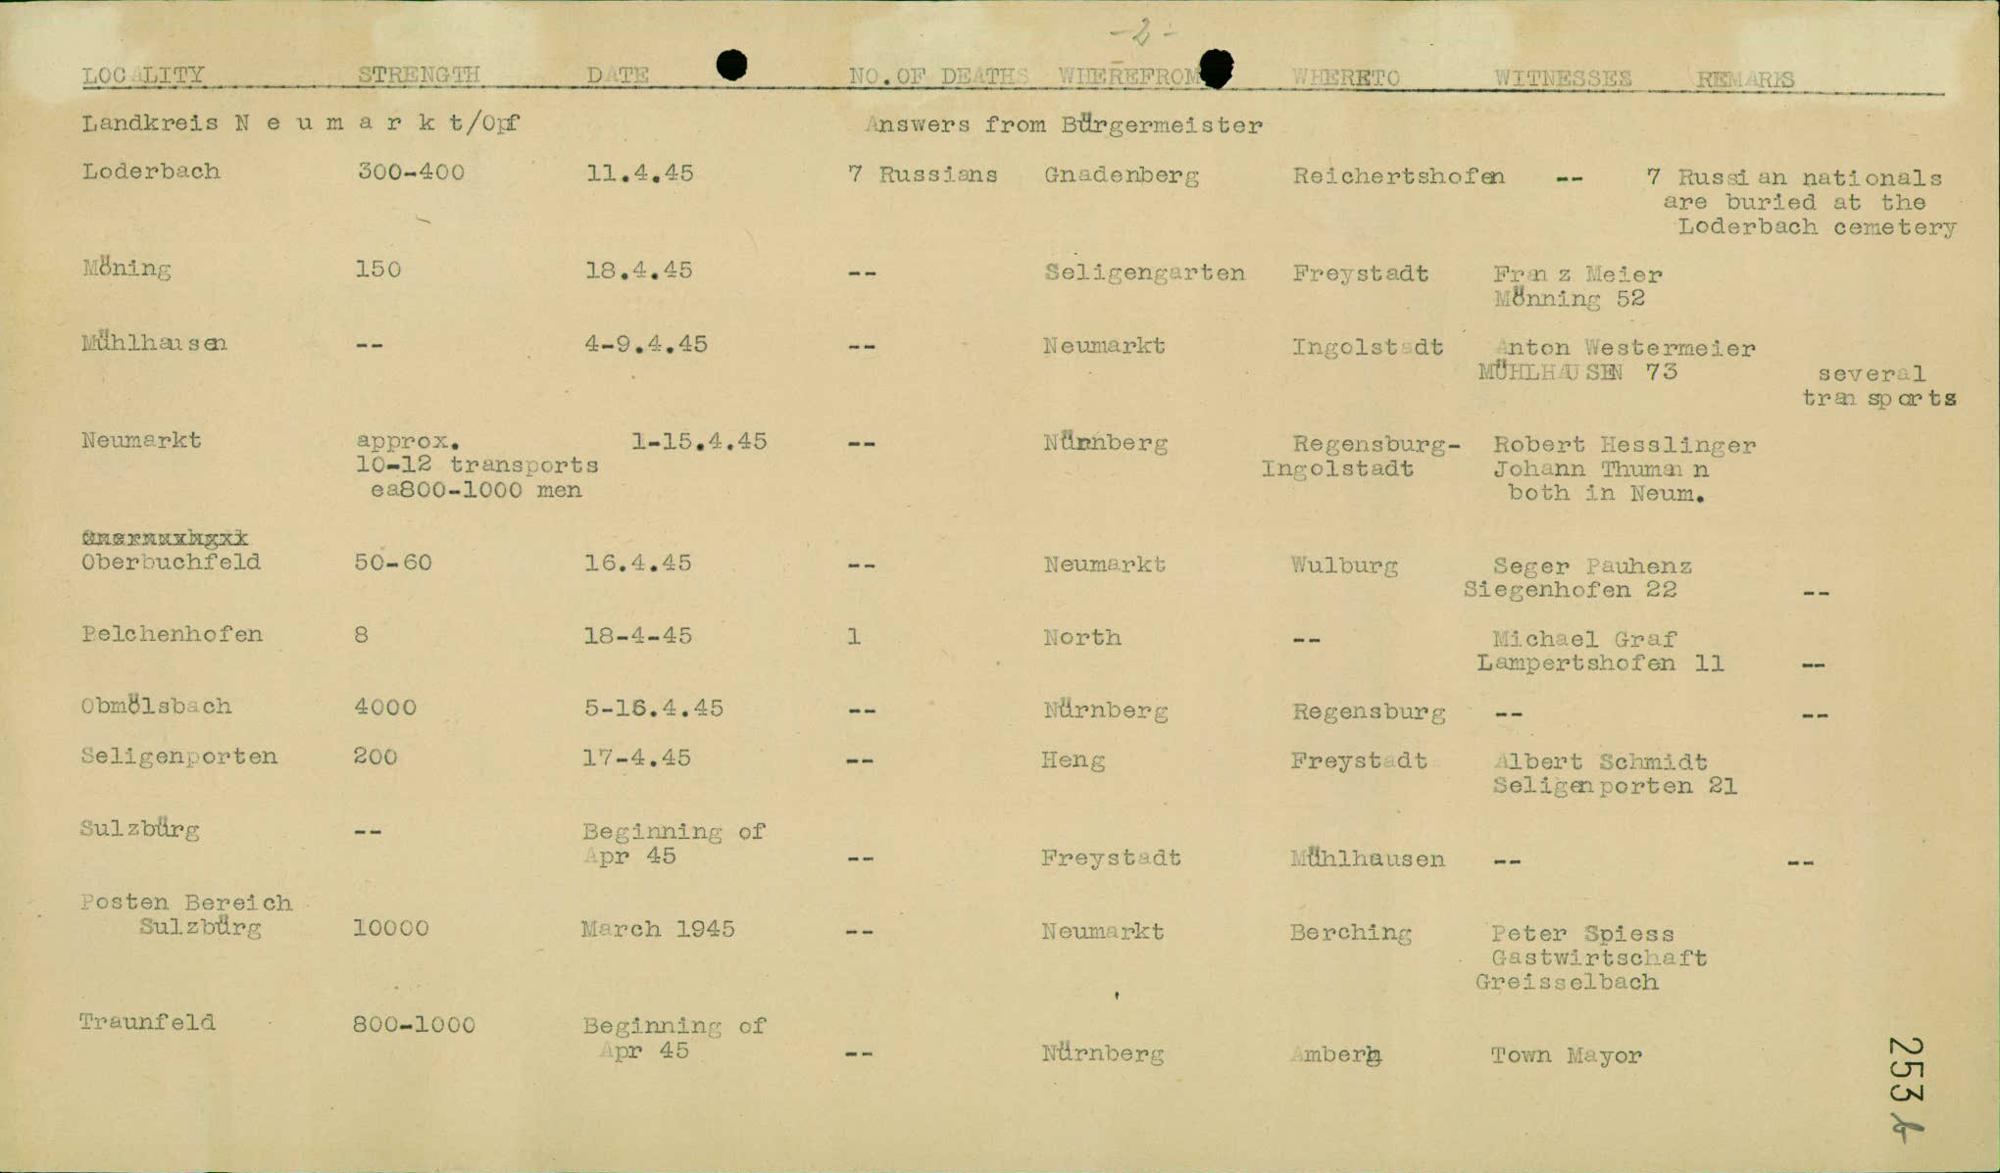 -2-
LOCALITY STRENGTH DATE NO.OF DEATHS WHEREFROM WHERETO WITNESSES REMARKS
Landkreis N e u m a r k t/Opf Answers from Bürgermeister
Loderbach 300-400 11.4.45 7 Russians Gnadenberg Reichertshofen -- 7 Russian nationals
are buried at the
Loderbach cemetery
Möning 150 18.4.45 -- Seligengarten Freystadt Franz Meier
Mönning 52
Mühlhausen -- 4-9.4.45 -- Neumarkt Ingolstadt Anton Westermeier
MÜHLHAUSEN 73 several
transports
Neumarkt approx. 1-15.4.45 -- Nürnberg Regensburg- Robert Hesslinger
10-12 transports Ingolstadt Johann Thumann
ea800-1000 men both in Neum.
Oberbuchfeld 50-60 16.4.45 -- Neumarkt Wulburg Seger Pauhenz
Siegenhofen 22 --
Pelchenhofen 8 18-4-45 1 North -- Michael Graf
Lampertshofen 11 --
Obmölsbach 4000 5-16.4.45 -- Nürnberg Regensburg -- --
Seligenporten 200 17-4.45 -- Heng Freystadt Albert Schmidt
Seligenporten 21
Sulzbürg -- Beginning of
Apr 45 -- Freystadt Mühlhausen -- --
Posten Bereich
Sulzbürg 10000 March 1945 -- Neumarkt Berching Peter Spiess
Gastwirtschaft
Greisselbach
Traunfeld 800-1000 Beginning of
Apr 45 -- Nürnberg Amberg Town Mayor
253 b